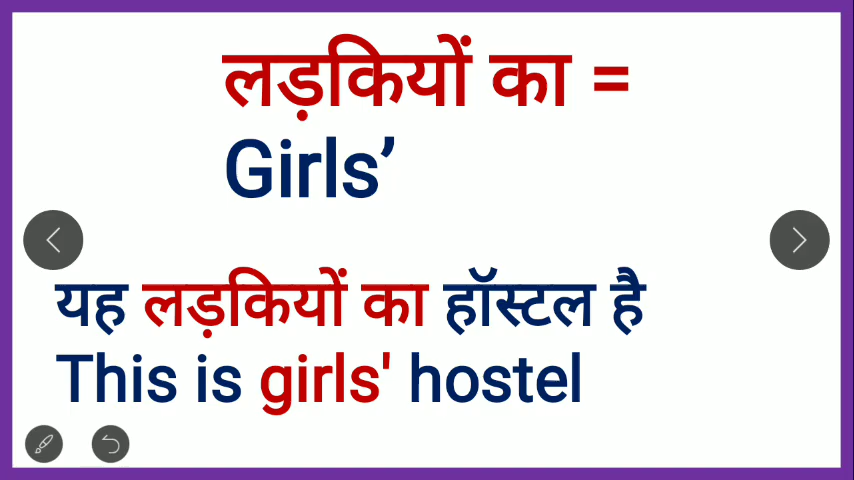 लड़कियों का =
Girls’
यह लड़कियों का हॉस्टल है
This is girls' hostel